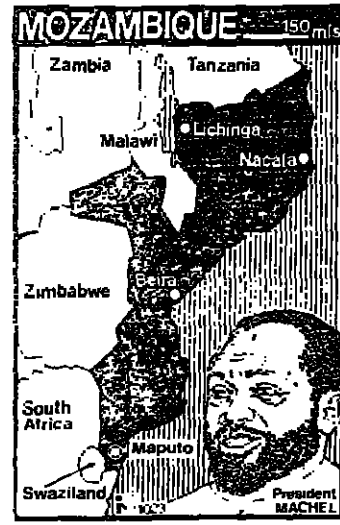 MOZAMBIQUE 150 mls
Zambia
Tanzania
Lichinga
Malawi
Nacala
Beira
Zimbabwe
South
Africa
Maputo
Swaziland
President
MACHEL